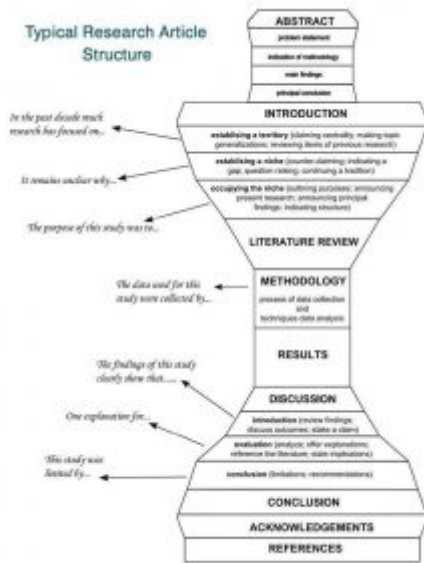 Typical Research Article
Structure
ABSTRACT
problem statement
indication of methodology
main findings
principal conclusion
INTRODUCTION
In the past decade much
research has focused on...
establising a territory (claiming centrality; making topic
generalizations; reviewing items of previous research)
It remains unclear why...
establising a niche (counter claiming; indicating a
gap; question raising; continuing a tradition)
The purpose of this study was to...
occupying the niche (outlining purposes; announcing
present research; announcing principal
findings; indicating structure)
LITERATURE REVIEW
The data used for this
study were collected by...
METHODOLOGY
process of data collection
and
techniques data analysis
RESULTS
The findings of this study
clearly show that......
DISCUSSION
introduction (review findings;
discuss outcomes; stake a claim)
One explanation for...
evaluation (analysis; offer explanations;
reference the literature; state implications)
This study was
limited by...
conclusion (limitations; recommendations)
CONCLUSION
ACKNOWLEDGEMENTS
REFERENCES